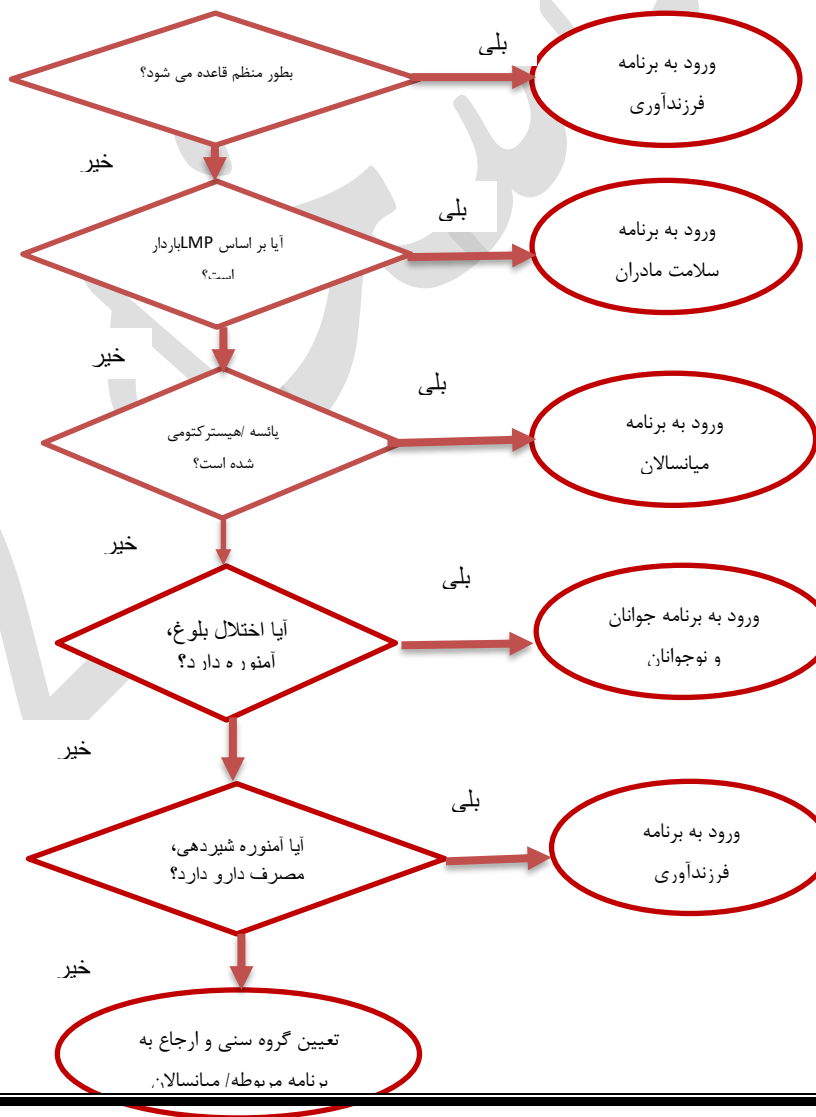 بطور منظم قاعده می شود؟
بلی
ورود به برنامه
فرزندآوری
خیر
آیا بر اساس LMPباردار
است؟
بلی
ورود به برنامه
سلامت مادران
خیر
یائسه /هیسترکتومی
شده است؟
بلی
ورود به برنامه
میانسالان
خیر
آیا اختلال بلوغ،
آمنوره دارد؟
بلی
ورود به برنامه جوانان
و نوجوانان
خیر
آیا آمنوره شیردهی،
مصرف دارو دارد؟
بلی
ورود به برنامه
فرزندآوری
خیر
تعیین گروه سنی و ارجاع به
برنامه مربوطه/ میانسالان